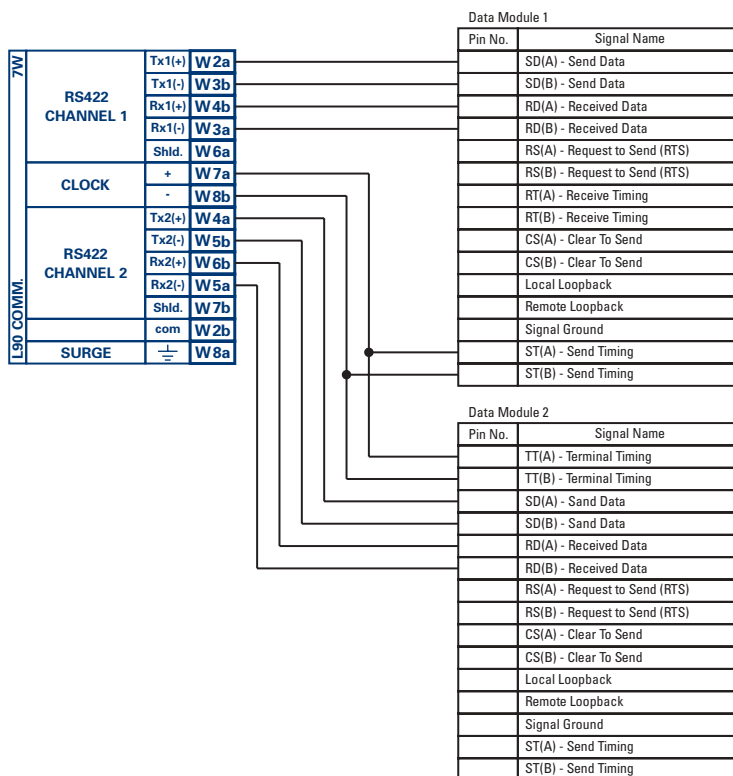 7W
L90 COMM.
RS422 CHANNEL 1
Tx1(+) W2a
Tx1(-) W3b
Rx1(+) W4b
Rx1(-) W3a
Shld. W6a
CLOCK
+ W7a
- W8b
RS422 CHANNEL 2
Tx2(+) W4a
Tx2(-) W5b
Rx2(+) W6b
Rx2(-) W5a
Shld. W7b
com W2b
SURGE W8a
Data Module 1
Pin No. Signal Name
SD(A) - Send Data
SD(B) - Send Data
RD(A) - Received Data
RD(B) - Received Data
RS(A) - Request to Send (RTS)
RS(B) - Request to Send (RTS)
RT(A) - Receive Timing
RT(B) - Receive Timing
CS(A) - Clear To Send
CS(B) - Clear To Send
Local Loopback
Remote Loopback
Signal Ground
ST(A) - Send Timing
ST(B) - Send Timing
Data Module 2
Pin No. Signal Name
TT(A) - Terminal Timing
TT(B) - Terminal Timing
SD(A) - Sand Data
SD(B) - Sand Data
RD(A) - Received Data
RD(B) - Received Data
RS(A) - Request to Send (RTS)
RS(B) - Request to Send (RTS)
CS(A) - Clear To Send
CS(B) - Clear To Send
Local Loopback
Remote Loopback
Signal Ground
ST(A) - Send Timing
ST(B) - Send Timing